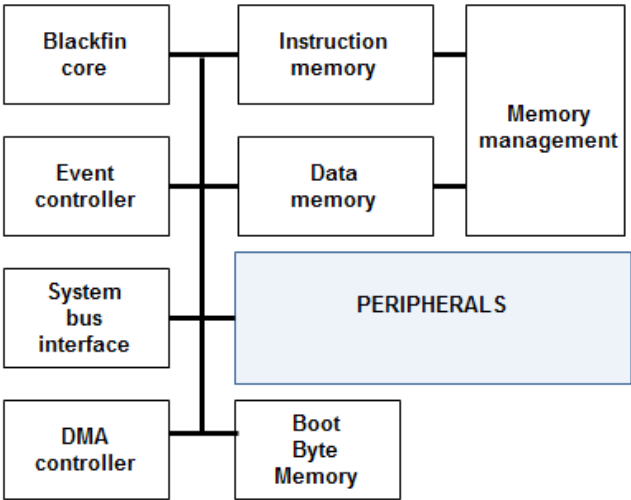 Blackfin
core
Instruction
memory
Memory
management
Event
controller
Data
memory
System
bus
interface
PERIPHERALS
DMA
controller
Boot
Byte
Memory